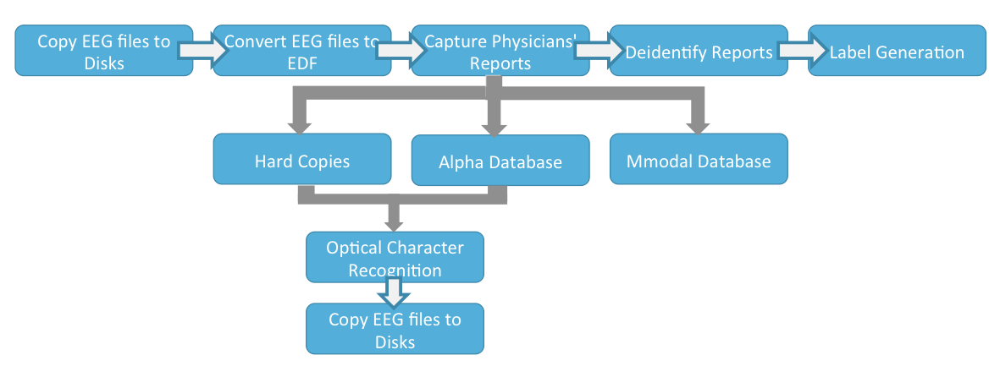 Copy EEG files to
Disks
Convert EEG files to
EDF
Capture Physicians'
Reports
Deidentify Reports
Label Generation
Hard Copies
Alpha Database
Mmodal Database
Optical Character
Recognition
Copy EEG files to
Disks